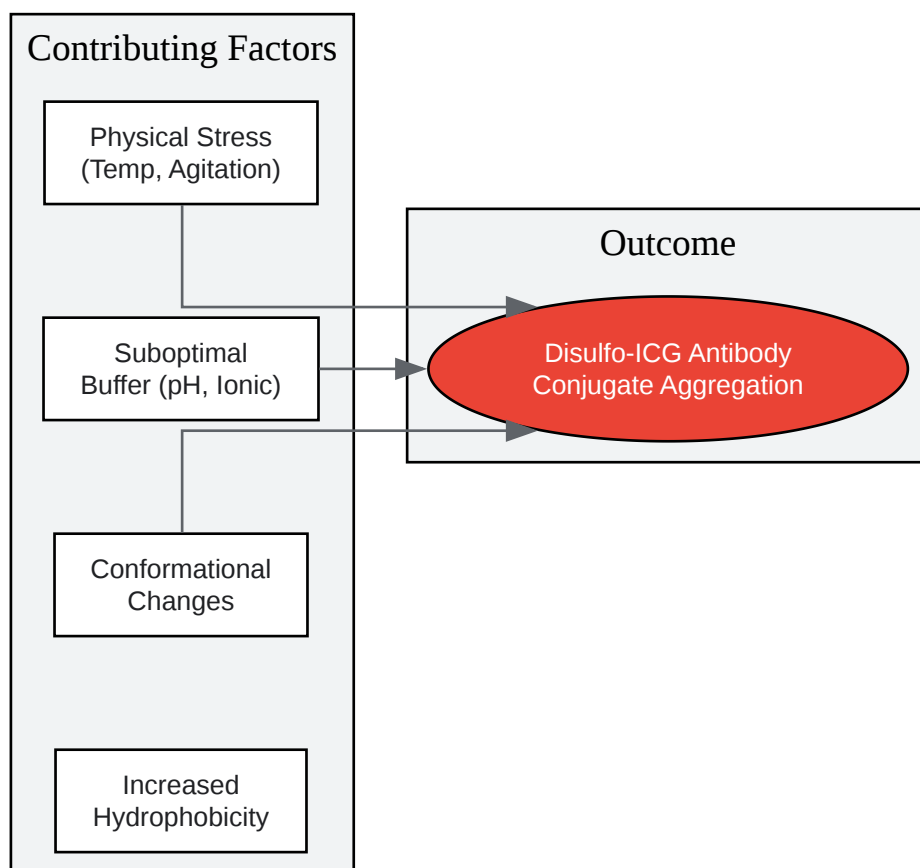 Contributing Factors
Physical Stress
(Temp, Agitation)
Suboptimal
Buffer (pH, Ionic)
Conformational
Changes
Increased
Hydrophobicity
Outcome
Disulfo-ICG Antibody
Conjugate Aggregation